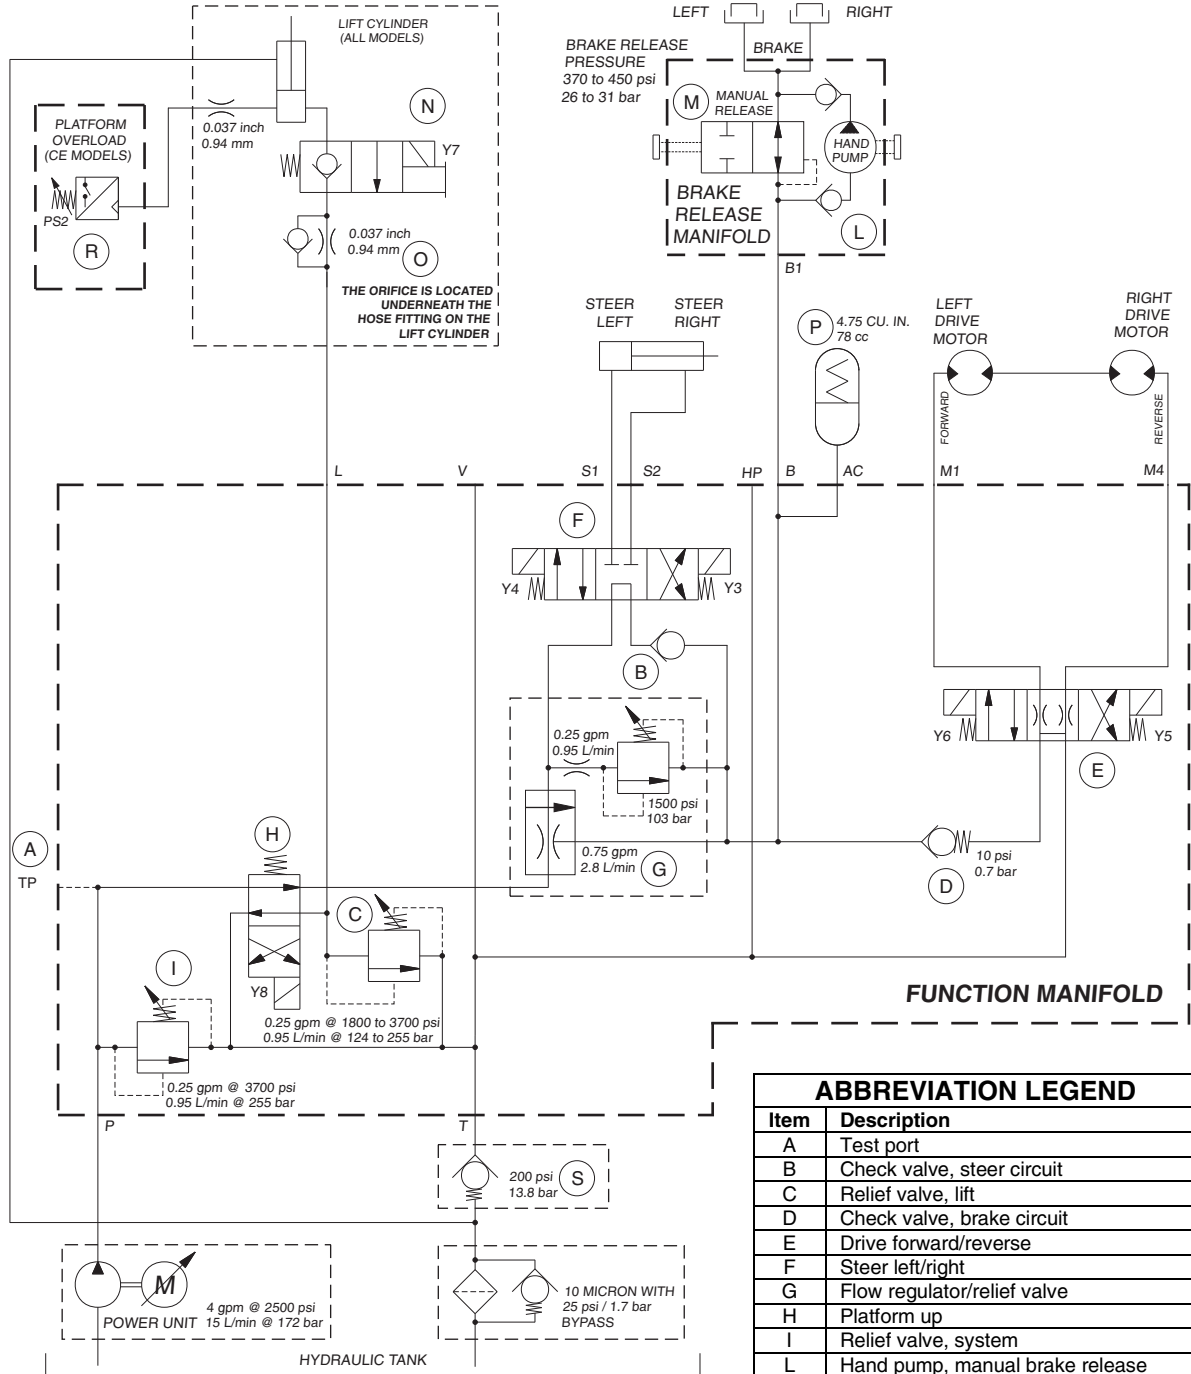 LIFT CYLINDER
(ALL MODELS)
N
0.037 inch
0.94 mm
Y7
PLATFORM
OVERLOAD
(CE MODELS)
PS2
R
0.037 inch
0.94 mm
O
THE ORIFICE IS LOCATED
UNDERNEATH THE
HOSE FITTING ON THE
LIFT CYLINDER
LEFT
RIGHT
BRAKE
BRAKE RELEASE
PRESSURE
370 to 450 psi
26 to 31 bar
M
MANUAL
RELEASE
HAND
PUMP
BRAKE
RELEASE
MANIFOLD
L
B1
STEER
LEFT
STEER
RIGHT
P
4.75 CU. IN.
78 cc
LEFT
DRIVE
MOTOR
RIGHT
DRIVE
MOTOR
FORWARD
REVERSE
L
V
S1
S2
HP
B
AC
M1
M4
F
Y4
Y3
B
0.25 gpm
0.95 L/min
1500 psi
103 bar
0.75 gpm
2.8 L/min
G
Y6
Y5
E
10 psi
0.7 bar
D
A
TP
H
C
I
Y8
0.25 gpm @ 1800 to 3700 psi
0.95 L/min @ 124 to 255 bar
0.25 gpm @ 3700 psi
0.95 L/min @ 255 bar
FUNCTION MANIFOLD
P
T
200 psi
13.8 bar
S
M
POWER UNIT
4 gpm @ 2500 psi
15 L/min @ 172 bar
10 MICRON WITH
25 psi / 1.7 bar
BYPASS
HYDRAULIC TANK
ABBREVIATION LEGEND
Item Description
A Test port
B Check valve, steer circuit
C Relief valve, lift
D Check valve, brake circuit
E Drive forward/reverse
F Steer left/right
G Flow regulator/relief valve
H Platform up
I Relief valve, system
L Hand pump, manual brake release